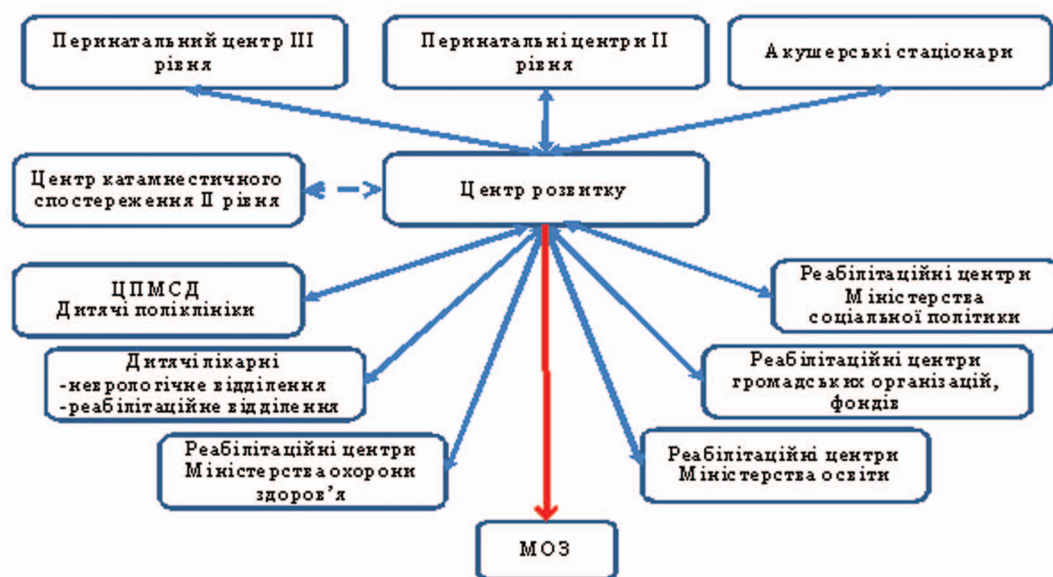 Перинатальний центр III
рівня
Перинатальні центри II
рівня
Акушерські стаціонари
Центр катамнестичного
спостереження II рівня
Центр розвитку
ЦПМСД
Дитячі поліклініки
Реабілітаційні центри
Міністерства
соціальної політики
Дитячі лікарні
-неврологічне відділення
-реабілітаційне відділення
Реабілітаційні центри
громадських організацій,
фондів
Реабілітаційні центри
Міністерства охорони
здоров’я
Реабілітаційні центри
Міністерства освіти
МОЗ